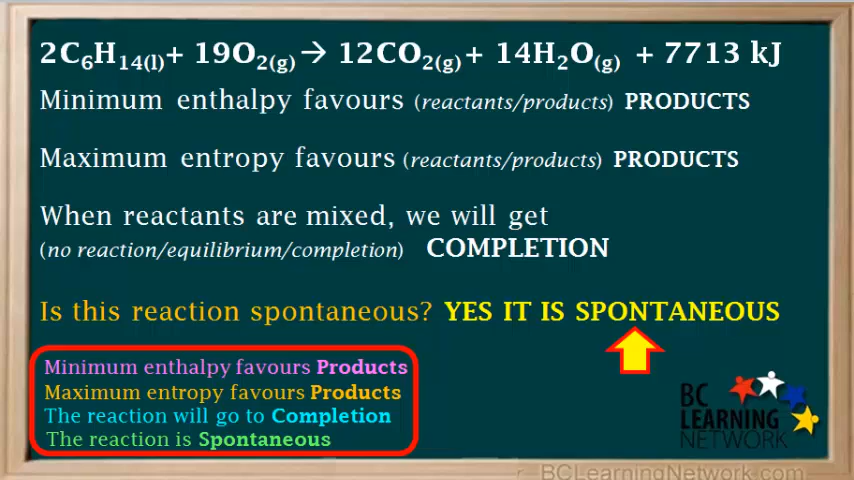 2C₆H₁₄₍ₗ₎+ 19O₂₍g₎→ 12CO₂₍g₎+ 14H₂O₍g₎ + 7713 kJ
Minimum enthalpy favours (reactants/products) PRODUCTS
Maximum entropy favours (reactants/products) PRODUCTS
When reactants are mixed, we will get
(no reaction/equilibrium/completion) COMPLETION
Is this reaction spontaneous? YES IT IS SPONTANEOUS
Minimum enthalpy favours Products
Maximum entropy favours Products
The reaction will go to Completion
The reaction is Spontaneous
BC
LEARNING
NETWORK
BCLearningNetwork.com